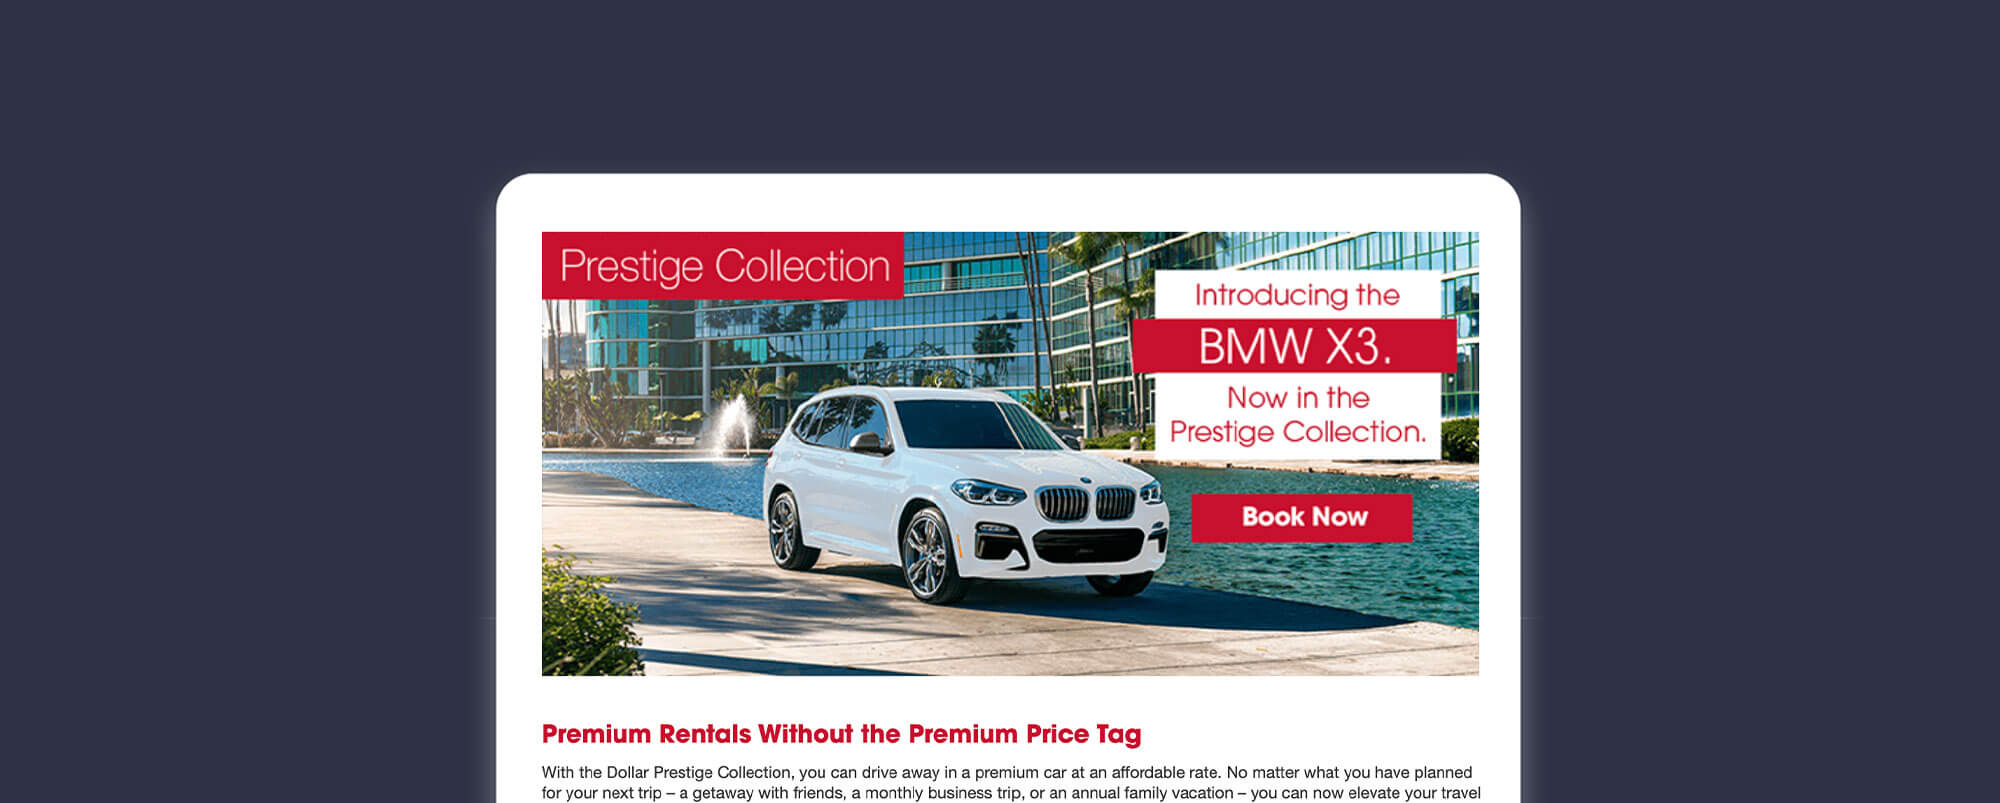 Prestige Collection
Introducing the
BMW X3.
Now in the
Prestige Collection.
Book Now
Premium Rentals Without the Premium Price Tag
With the Dollar Prestige Collection, you can drive away in a premium car at an affordable rate. No matter what you have planned
for your next trip – a getaway with friends, a monthly business trip, or an annual family vacation – you can now elevate your travel